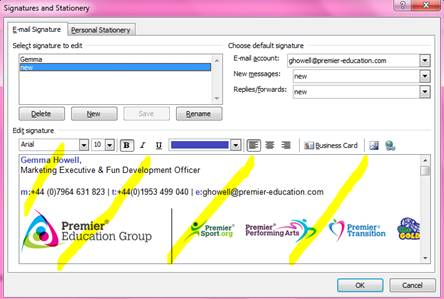 Signatures and Stationery
E-mail Signature Personal Stationery
Select signature to edit
Gemma
new
Delete New Save Rename
Choose default signature
E-mail account: ghowell@premier-education.com
New messages: new
Replies/forwards: new
Edit signature
Arial 10 B I U Business Card
Gemma Howell,
Marketing Executive & Fun Development Officer
m:+44 (0)7964 631 823 | t:+44(0)1953 499 040 | e:ghowell@premier-education.com
Premier Education Group
Premier Sport.org
Premier Performing Arts
Premier Transition
GOLD
OK Cancel